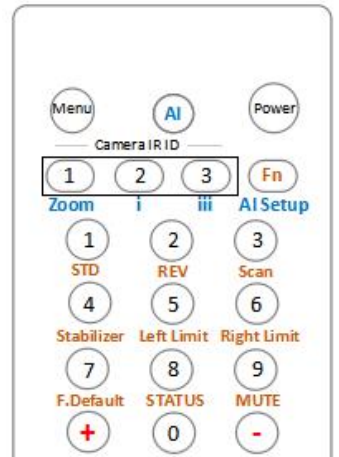 Menu AI Power
Camera IR ID
1 2 3 Fn
Zoom i iii AI Setup
1 2 3
STD REV Scan
4 5 6
Stabilizer Left Limit Right Limit
7 8 9
F.Default STATUS MUTE
+ 0 -